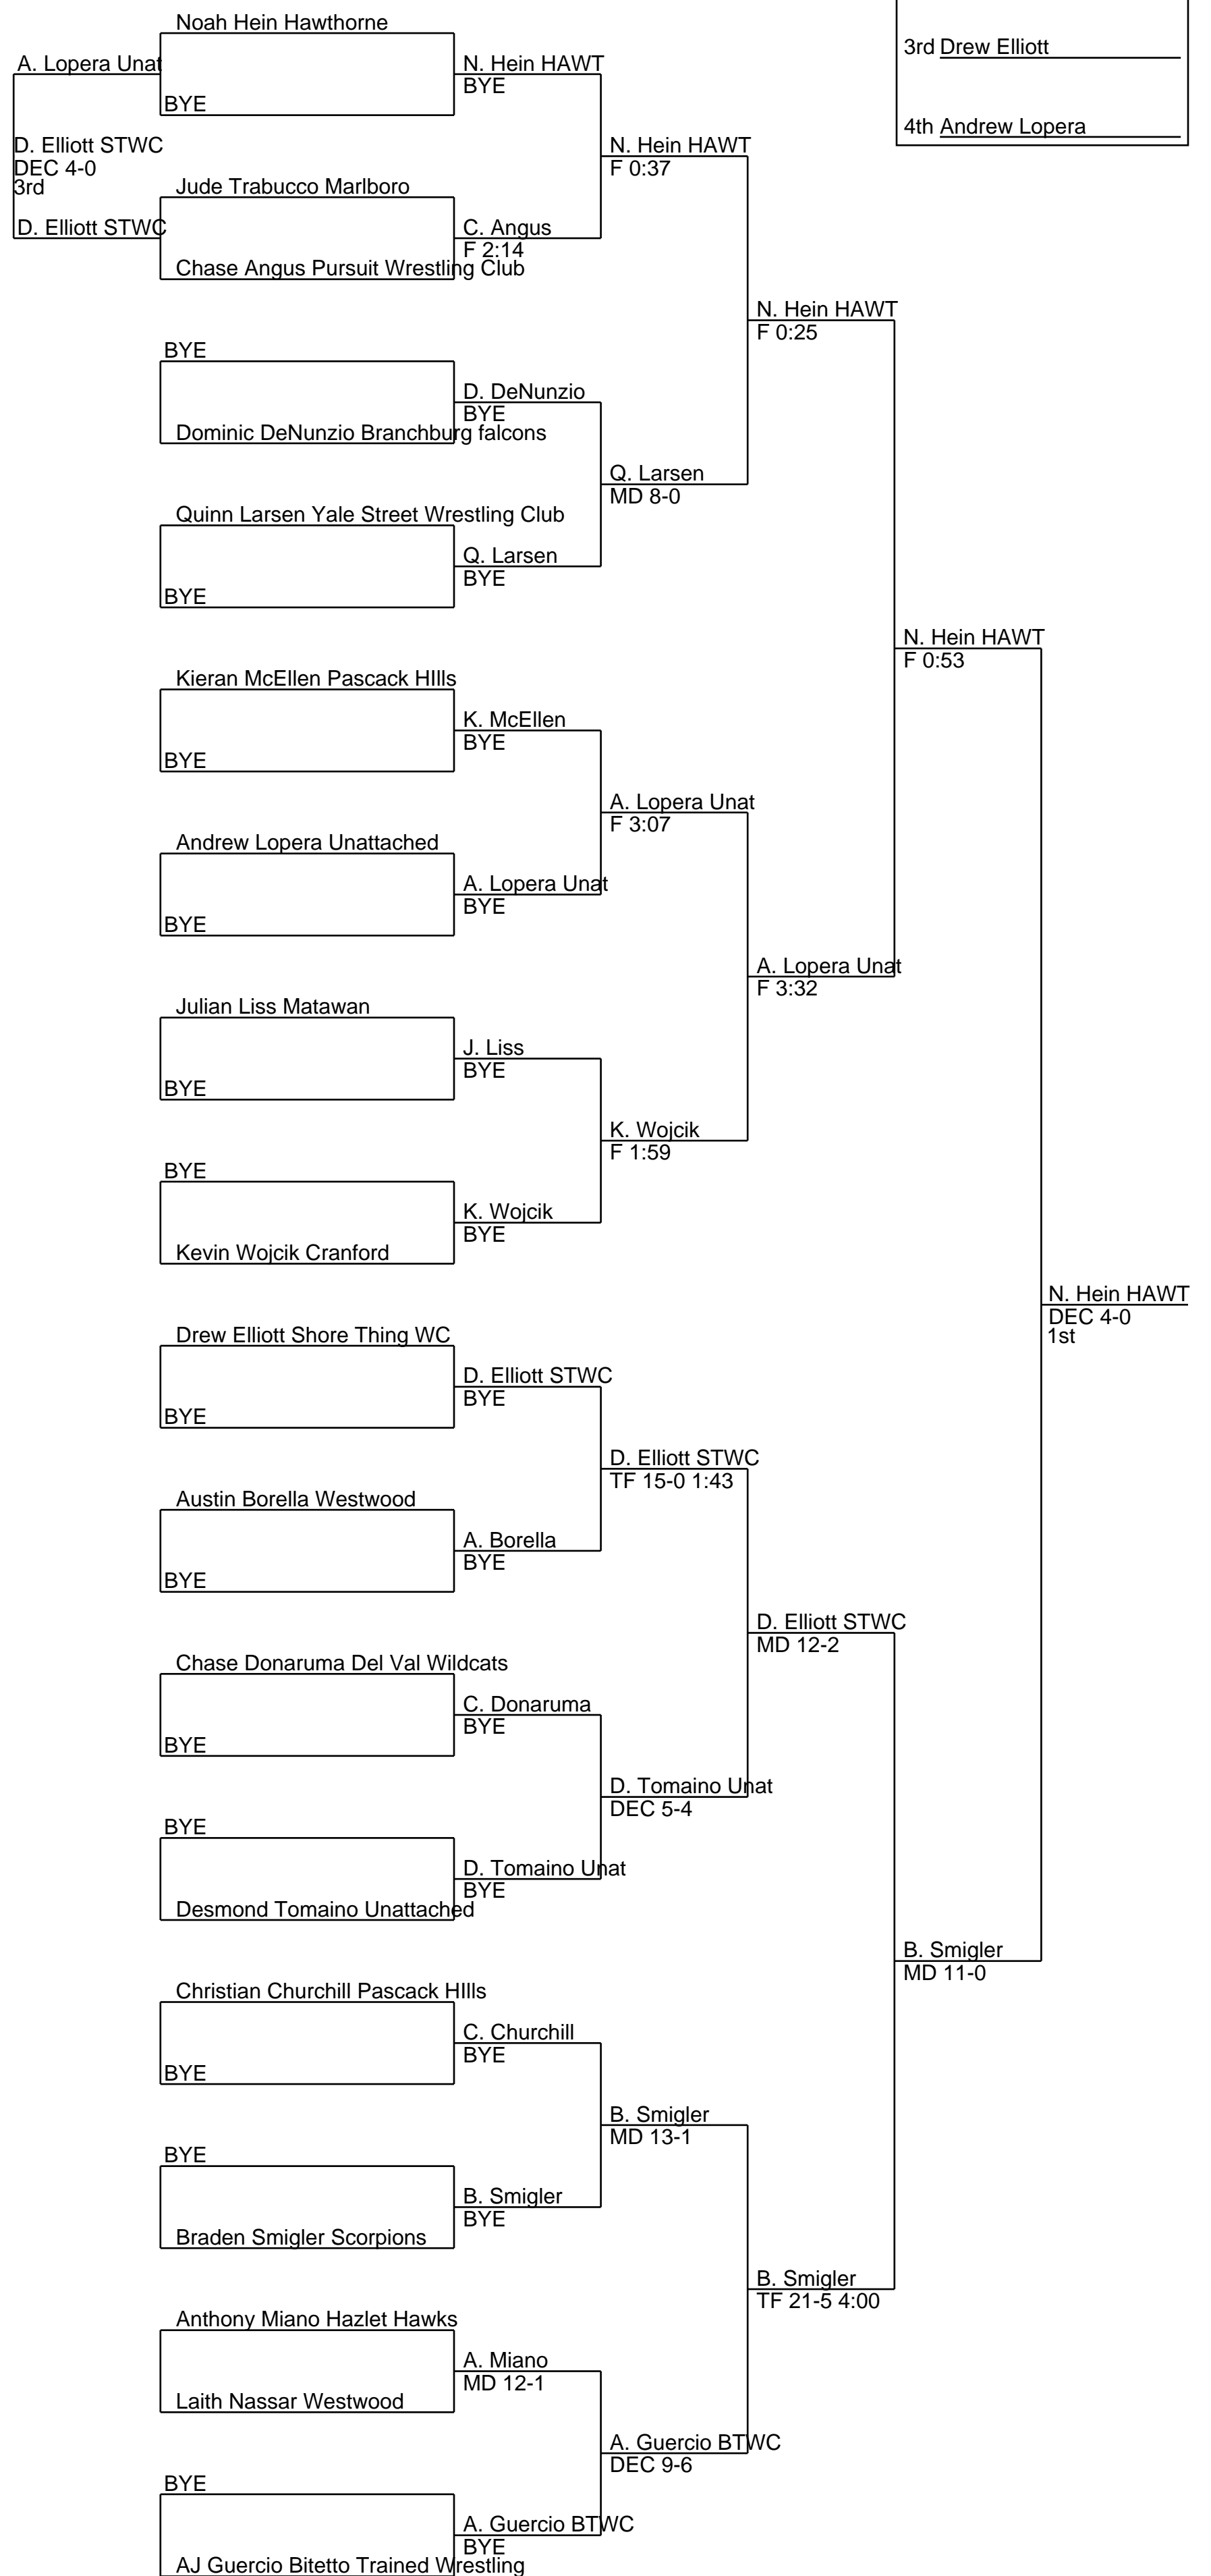 Noah Hein Hawthorne
3rd Drew Elliott
A. Lopera Unat
N. Hein HAWT
BYE
BYE
4th Andrew Lopera
D. Elliott STWC
DEC 4-0
3rd
N. Hein HAWT
F 0:37
Jude Trabucco Marlboro
D. Elliott STWC
C. Angus
F 2:14
Chase Angus Pursuit Wrestling Club
N. Hein HAWT
F 0:25
BYE
D. DeNunzio
BYE
Dominic DeNunzio Branchburg falcons
Q. Larsen
MD 8-0
Quinn Larsen Yale Street Wrestling Club
Q. Larsen
BYE
BYE
N. Hein HAWT
F 0:53
Kieran McEllen Pascack HIlls
K. McEllen
BYE
BYE
A. Lopera Unat
F 3:07
Andrew Lopera Unattached
A. Lopera Unat
BYE
BYE
A. Lopera Unat
F 3:32
Julian Liss Matawan
J. Liss
BYE
BYE
K. Wojcik
F 1:59
BYE
K. Wojcik
BYE
Kevin Wojcik Cranford
N. Hein HAWT
DEC 4-0
1st
Drew Elliott Shore Thing WC
D. Elliott STWC
BYE
BYE
D. Elliott STWC
TF 15-0 1:43
Austin Borella Westwood
A. Borella
BYE
BYE
D. Elliott STWC
MD 12-2
Chase Donaruma Del Val Wildcats
C. Donaruma
BYE
BYE
D. Tomaino Unat
DEC 5-4
BYE
D. Tomaino Unat
BYE
Desmond Tomaino Unattached
B. Smigler
MD 11-0
Christian Churchill Pascack HIlls
C. Churchill
BYE
BYE
B. Smigler
MD 13-1
BYE
B. Smigler
BYE
Braden Smigler Scorpions
B. Smigler
TF 21-5 4:00
Anthony Miano Hazlet Hawks
A. Miano
MD 12-1
Laith Nassar Westwood
A. Guercio BTWC
DEC 9-6
BYE
A. Guercio BTWC
BYE
AJ Guercio Bitetto Trained Wrestling